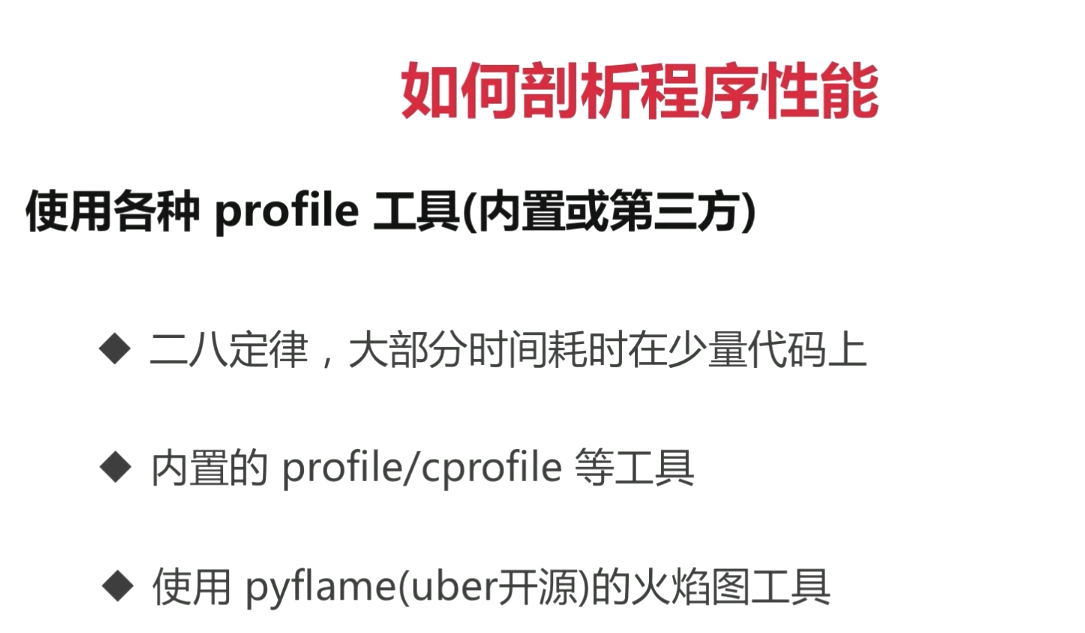 如何剖析程序性能
使用各种 profile 工具(内置或第三方)
◆ 二八定律，大部分时间耗时在少量代码上
◆ 内置的 profile/cprofile 等工具
◆ 使用 pyflame(uber开源)的火焰图工具